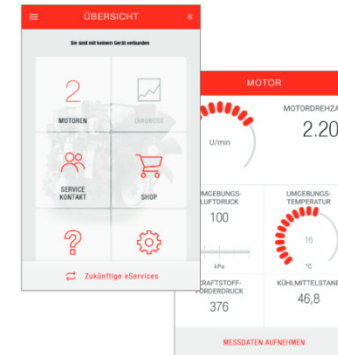 ÜBERSICHT
Sie sind mit keinem Gerät verbunden
2
MOTOREN
DIAGNOSE
SERVICE
KONTAKT
SHOP
Zukünftige eServices
MOTOR
MOTORDREHZA
2.20
U/min
UMGEBUNGS-
LUFTDRUCK
100
kPa
UMGEBUNGS-
TEMPERATUR
16
°C
KRAFTSTOFF-
FÖRDERDRUCK
376
KÜHLMITTELSTAND
46,8
MESSDATEN AUFNEHMEN